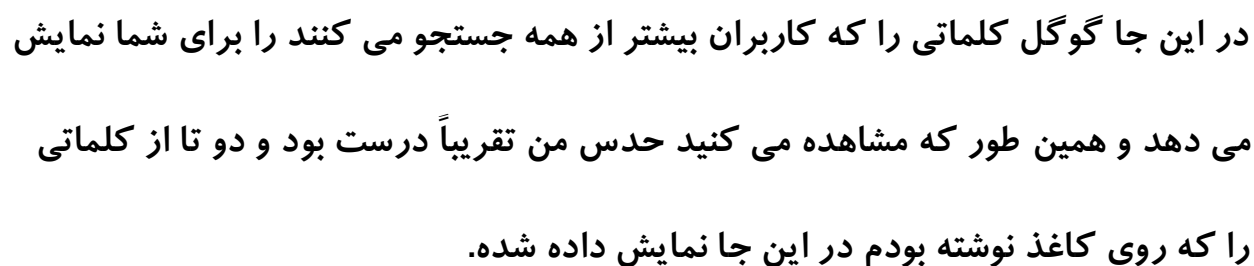 در این جا گوگل کلماتی را که کاربران بیشتر از همه جستجو می کنند را برای شما نمایش
می دهد و همین طور که مشاهده می کنید حدس من تقریباً درست بود و دو تا از کلماتی
را که روی کاغذ نوشته بودم در این جا نمایش داده شده.